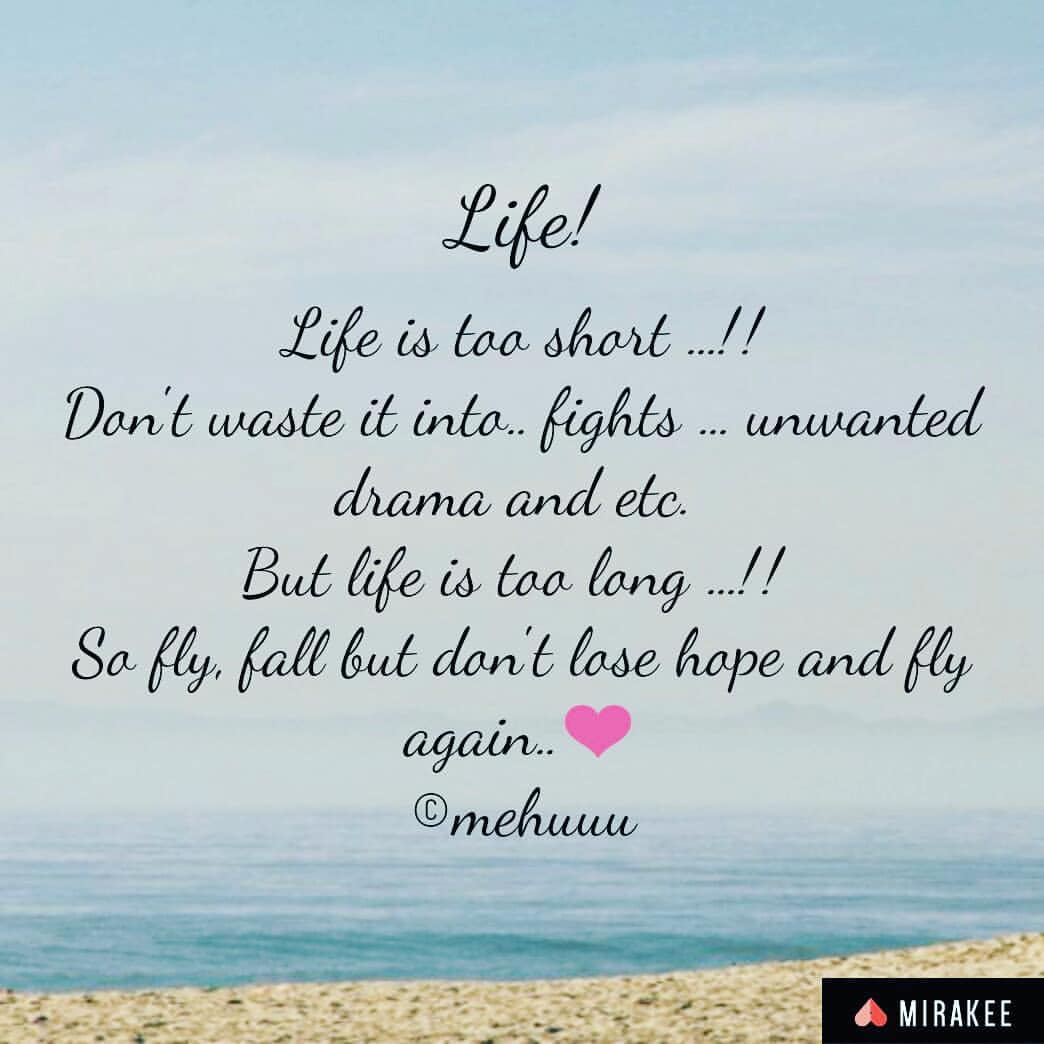 Life!
Life is too short ...!!
Don't waste it into.. fights ... unwanted
drama and etc.
But life is too long ...!!
So fly, fall but don't lose hope and fly
again..
©mehuuu
MIRAKEE